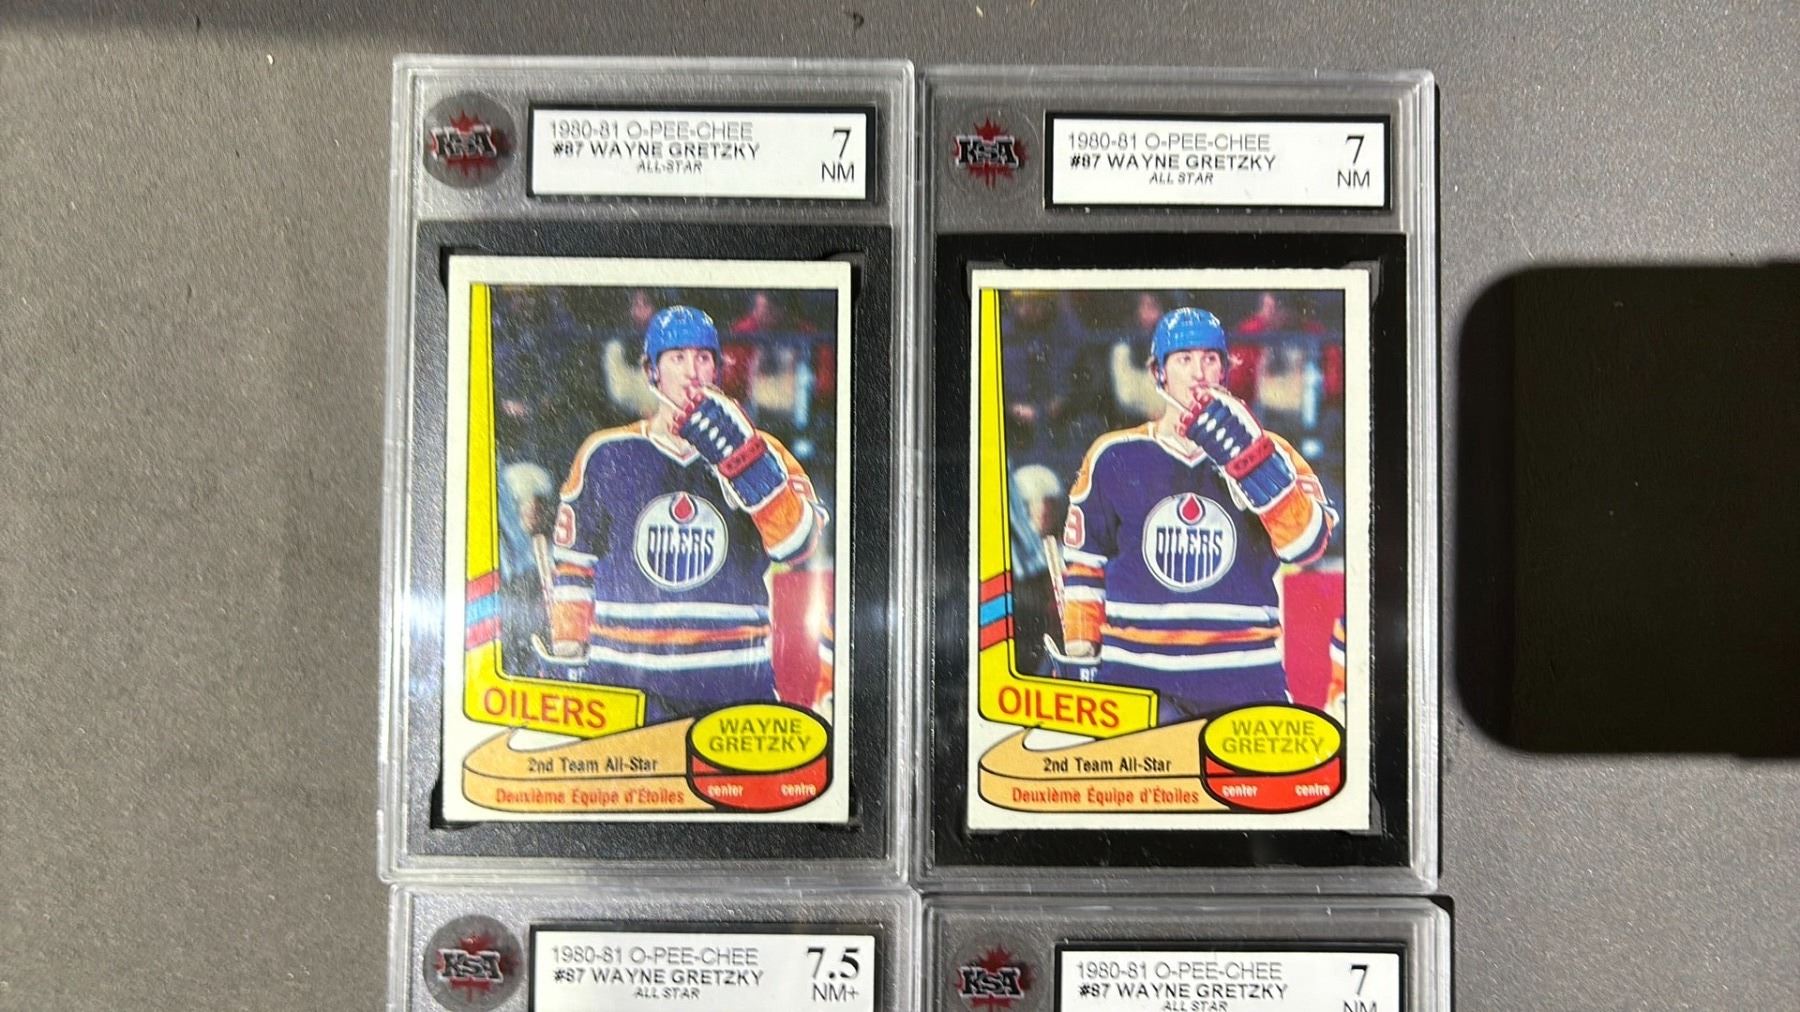 KSA
1980-81 O-PEE-CHEE
#87 WAYNE GRETZKY
ALL-STAR
7
NM
KSA
1980-81 O-PEE-CHEE
#87 WAYNE GRETZKY
ALL STAR
7
NM
OILERS
OILERS
WAYNE
GRETZKY
2nd Team All-Star
Deuxième Équipe d'Étoiles
center centre
OILERS
OILERS
WAYNE
GRETZKY
2nd Team All-Star
Deuxième Équipe d'Étoiles
center centre
KSA
1980-81 O-PEE-CHEE
#87 WAYNE GRETZKY
ALL STAR
7.5
NM+
KSA
1980-81 O-PEE-CHEE
#87 WAYNE GRETZKY
ALL STAR
7
NM